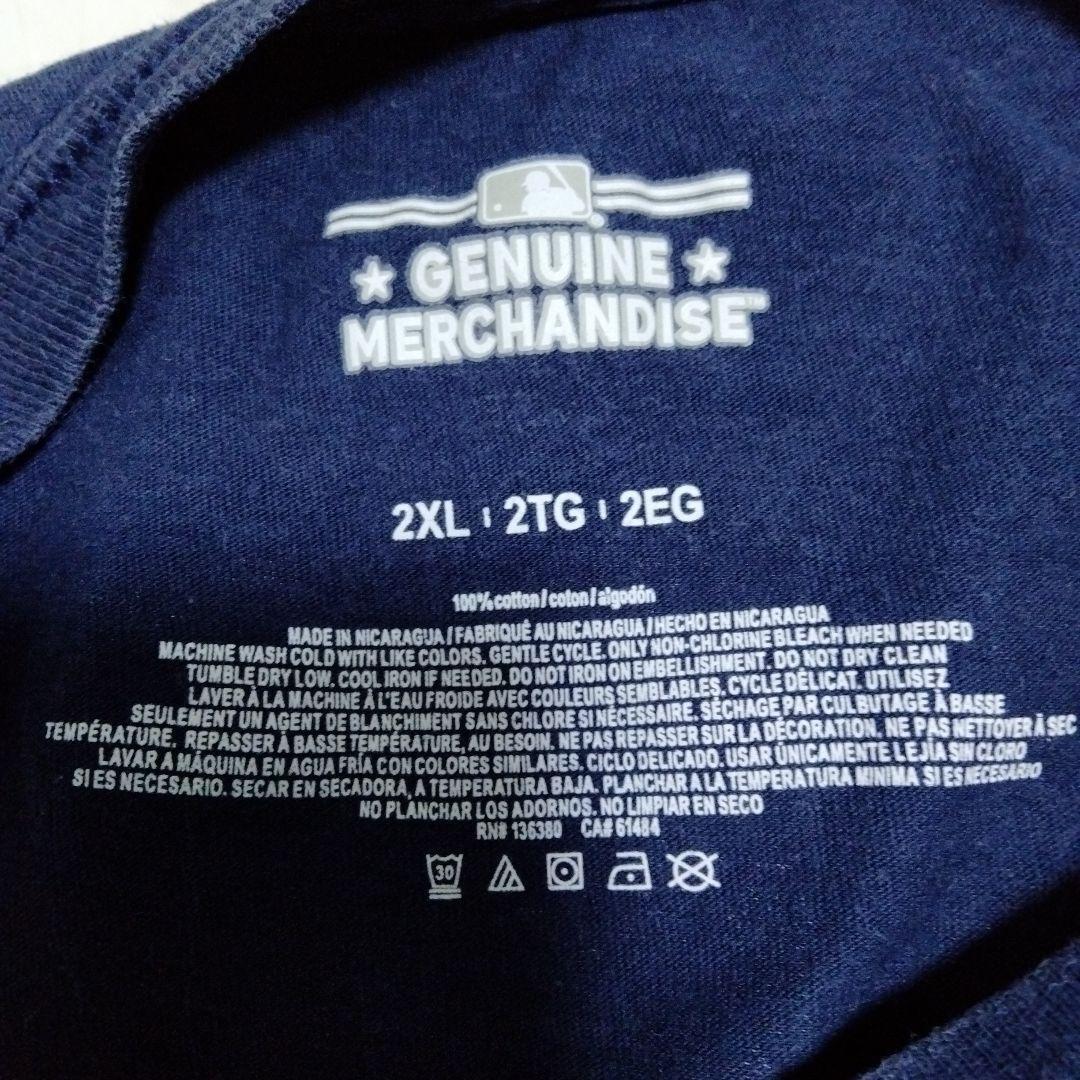 GENUINE
MERCHANDISE™
2XL | 2TG | 2EG
100% cotton / coton / algodón
MADE IN NICARAGUA / FABRIQUÉ AU NICARAGUA / HECHO EN NICARAGUA
MACHINE WASH COLD WITH LIKE COLORS. GENTLE CYCLE. ONLY NON-CHLORINE BLEACH WHEN NEEDED
TUMBLE DRY LOW. COOL IRON IF NEEDED. DO NOT IRON ON EMBELLISHMENT. DO NOT DRY CLEAN
LAVER À LA MACHINE À L'EAU FROIDE AVEC COULEURS SEMBLABLES. CYCLE DÉLICAT. UTILISEZ
SEULEMENT UN AGENT DE BLANCHIMENT SANS CHLORE SI NÉCESSAIRE. SÉCHAGE PAR CULBUTAGE À BASSE
TEMPÉRATURE. REPASSER À BASSE TEMPÉRATURE, AU BESOIN. NE PAS REPASSER SUR LA DÉCORATION. NE PAS NETTOYER À SEC
LAVAR A MÁQUINA EN AGUA FRÍA CON COLORES SIMILARES. CICLO DELICADO. USAR ÚNICAMENTE LEJÍA SIN CLORO
SI ES NECESARIO. SECAR EN SECADORA, A TEMPERATURA BAJA. PLANCHAR A LA TEMPERATURA MINIMA SI ES NECESARIO
NO PLANCHAR LOS ADORNOS. NO LIMPIAR EN SECO
RN# 136380 CA# 61484
30